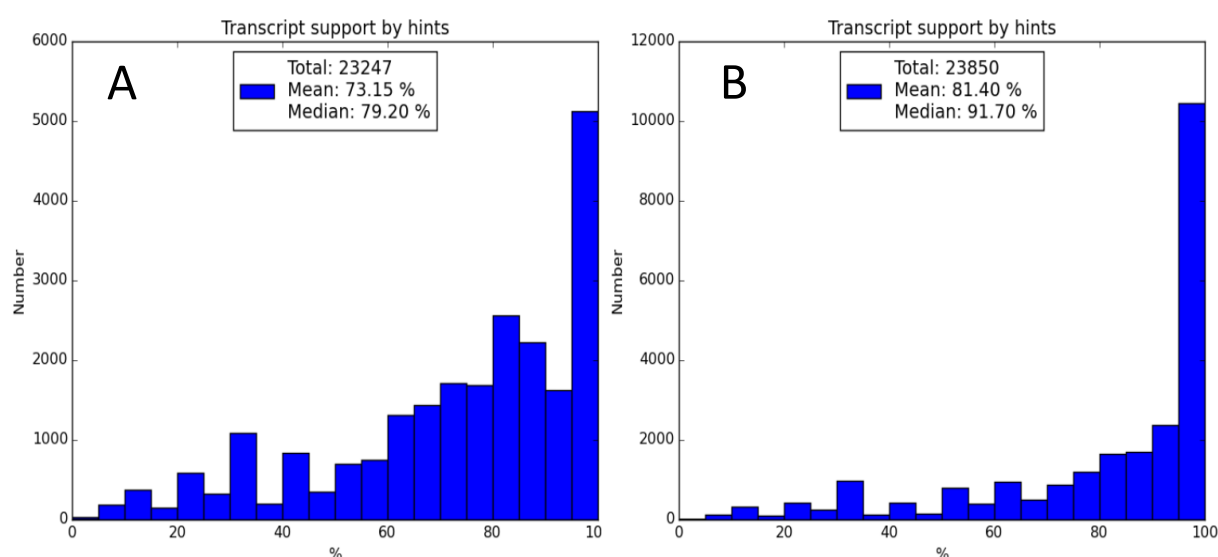 Transcript support by hints
A
Total: 23247
Mean: 73.15 %
Median: 79.20 %
6000
5000
4000
3000
2000
1000
0
Number
0 20 40 60 80 10
%
Transcript support by hints
B
Total: 23850
Mean: 81.40 %
Median: 91.70 %
12000
10000
8000
6000
4000
2000
0
Number
0 20 40 60 80 100
%